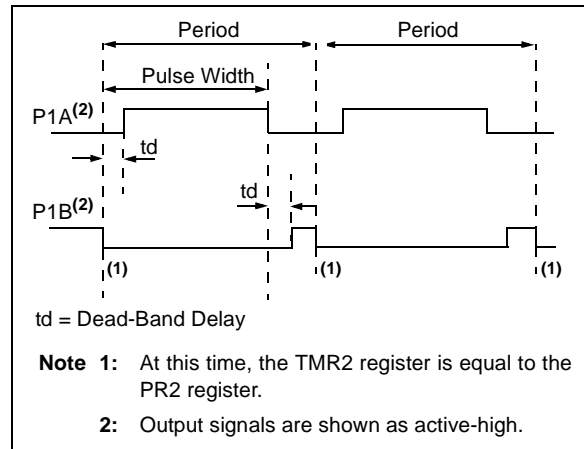 Period Period
Pulse Width
P1A(2)
td
td
P1B(2)
(1) (1) (1)
td = Dead-Band Delay
Note 1: At this time, the TMR2 register is equal to the
PR2 register.
2: Output signals are shown as active-high.